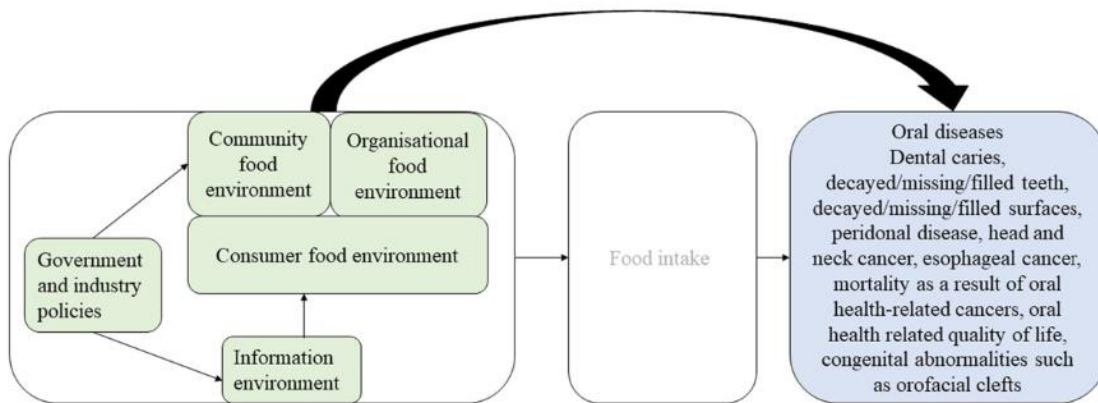 Community
food
environment
Organisational
food
environment
Consumer food environment
Government
and industry
policies
Information
environment
Food intake
Oral diseases
Dental caries,
decayed/missing/filled teeth,
decayed/missing/filled surfaces,
peridonal disease, head and
neck cancer, esophageal cancer,
mortality as a result of oral
health-related cancers, oral
health related quality of life,
congenital abnormalities such
as orofacial clefts